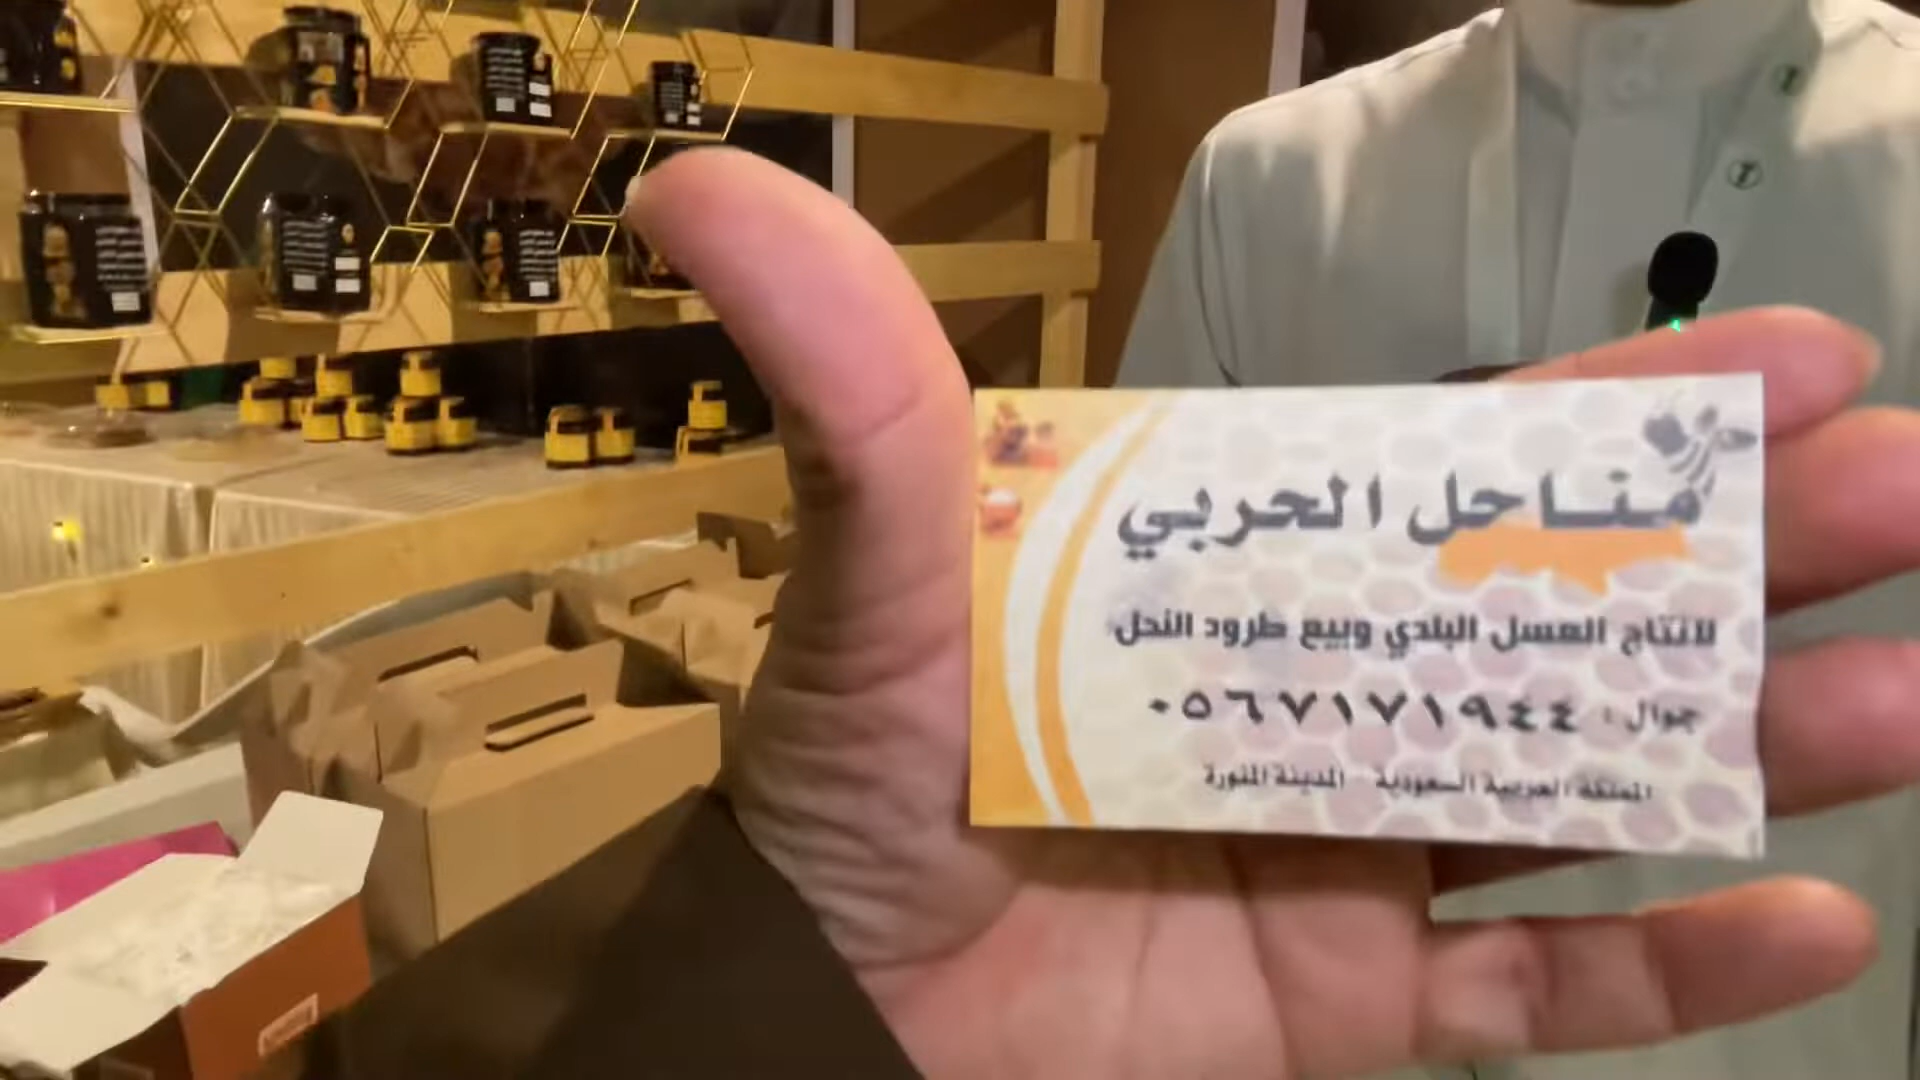 مناحل الحربي
لانتاج العسل البلدي وبيع طرود النحل
جوال : ٠٥٦٧١٧١٩٤٤
المملكة العربية السعودية - المدينة المنورة